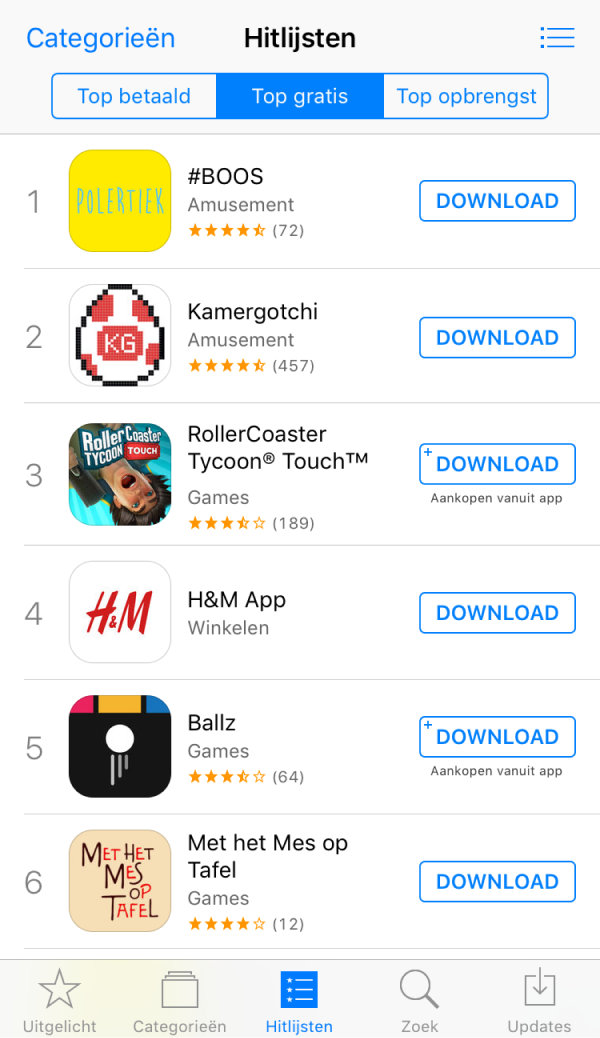 Categorieën
Hitlijsten
Top betaald
Top gratis
Top opbrengst
1
POLERTIEK
#BOOS
Amusement
(72)
DOWNLOAD
2
KG
Kamergotchi
Amusement
(457)
DOWNLOAD
3
RollerCoaster
TYCOON TOUCH
RollerCoaster
Tycoon® Touch™
Games
(189)
+
DOWNLOAD
Aankopen vanuit app
4
H&M
H&M App
Winkelen
DOWNLOAD
5
Ballz
Games
(64)
+
DOWNLOAD
Aankopen vanuit app
6
MET HET
MES
OP
TAFEL
Met het Mes op
Tafel
Games
(12)
DOWNLOAD
Uitgelicht
Categorieën
Hitlijsten
Zoek
Updates